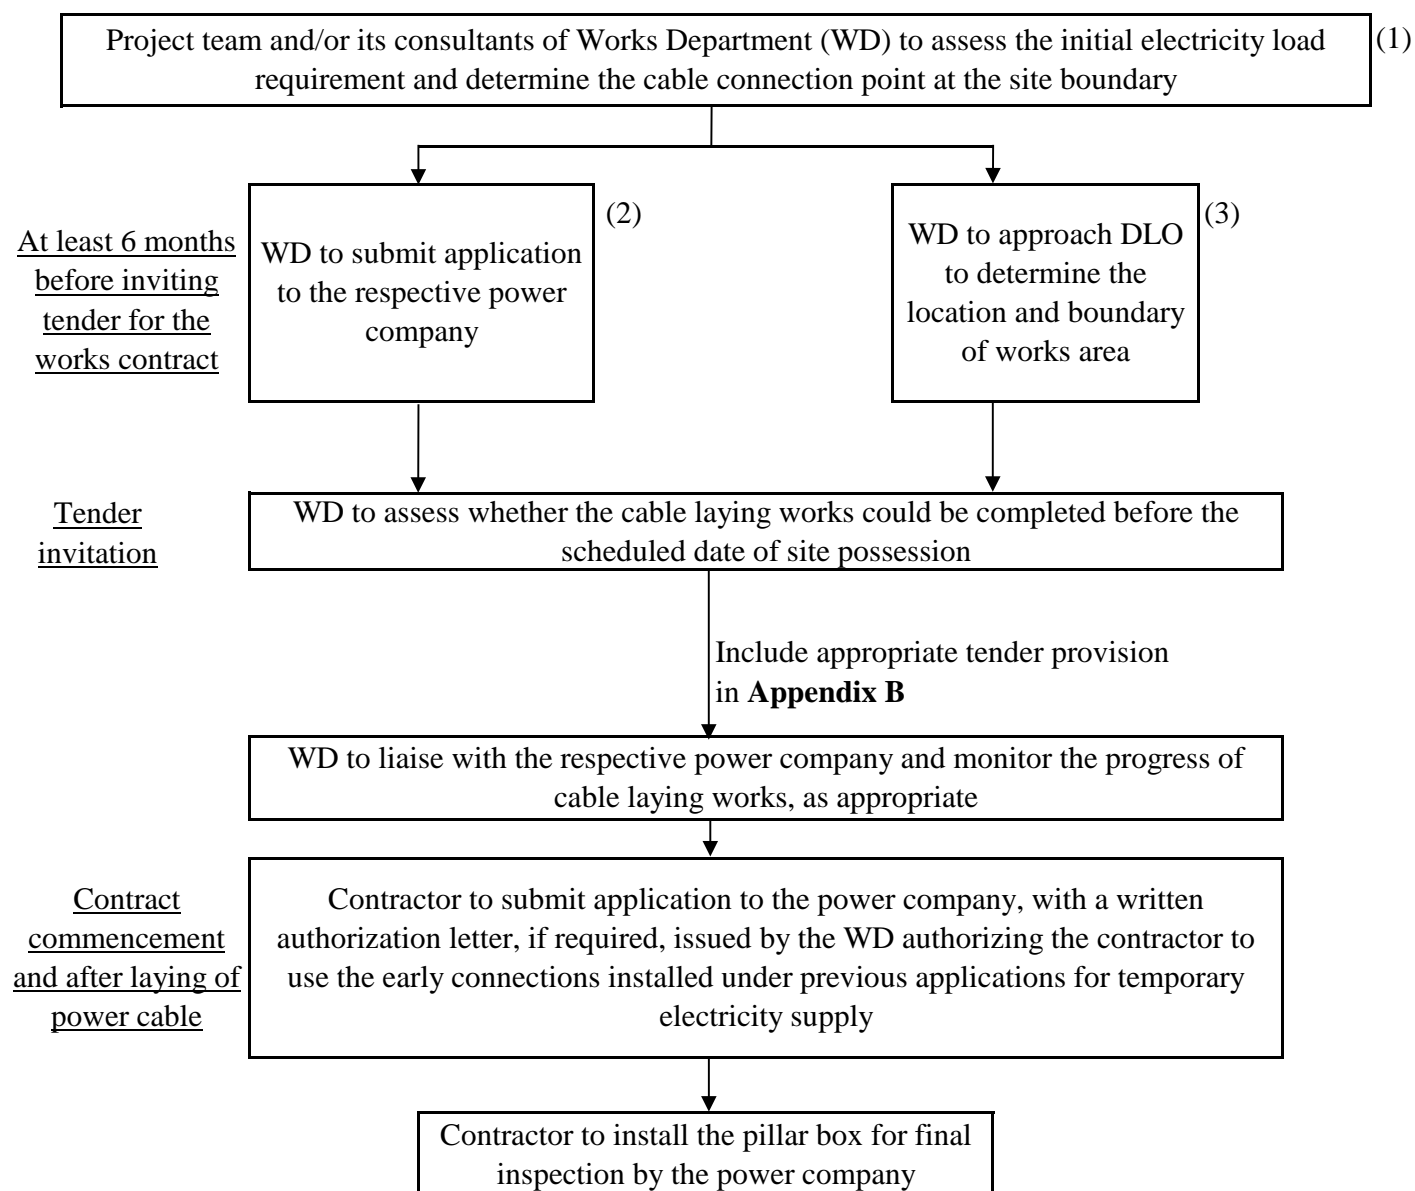 Project team and/or its consultants of Works Department (WD) to assess the initial electricity load
requirement and determine the cable connection point at the site boundary
(1)
At least 6 months
before inviting
tender for the
works contract
WD to submit application
to the respective power
company
(2)
WD to approach DLO
to determine the
location and boundary
of works area
(3)
Tender
invitation
WD to assess whether the cable laying works could be completed before the
scheduled date of site possession
Include appropriate tender provision
in Appendix B
WD to liaise with the respective power company and monitor the progress of
cable laying works, as appropriate
Contract
commencement
and after laying of
power cable
Contractor to submit application to the power company, with a written
authorization letter, if required, issued by the WD authorizing the contractor to
use the early connections installed under previous applications for temporary
electricity supply
Contractor to install the pillar box for final
inspection by the power company